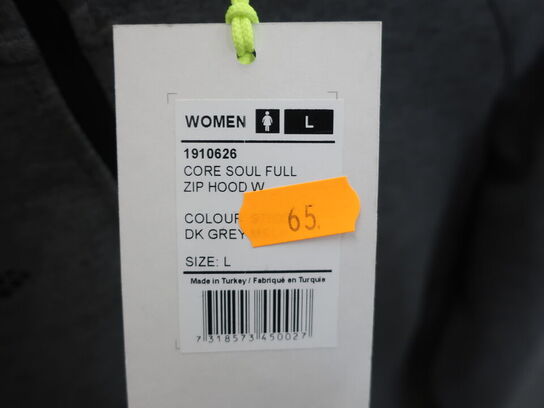 WOMEN L
1910626
CORE SOUL FULL
ZIP HOOD W
COLOUR
65.
DK GREY
SIZE: L
Made in Turkey / Fabriqué en Turquie
7 318573 450027